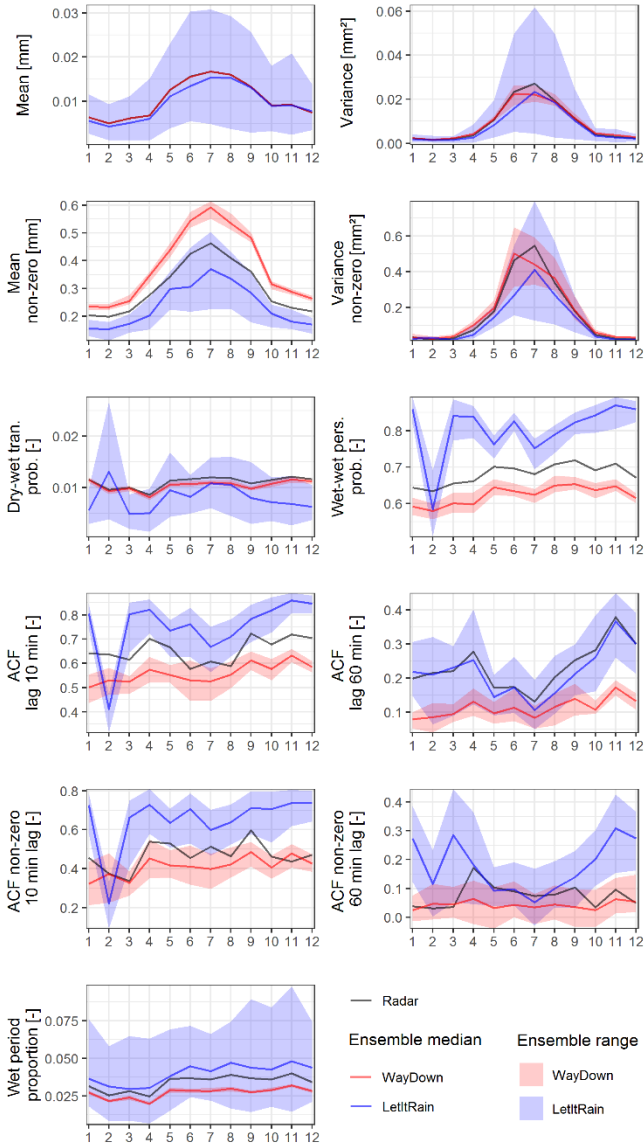 Mean [mm]
0.03
0.01
1 2 3 4 5 6 7 8 9 10 11 12
Variance [mm²]
0.06
0.04
0.02
0.00
1 2 3 4 5 6 7 8 9 10 11 12
Mean
non-zero [mm]
0.6
0.5
0.4
0.3
0.2
1 2 3 4 5 6 7 8 9 10 11 12
Variance
non-zero [mm²]
0.6
0.4
0.2
1 2 3 4 5 6 7 8 9 10 11 12
Dry-wet tran.
prob. [-]
0.02
0.01
1 2 3 4 5 6 7 8 9 10 11 12
Wet-wet pers.
prob. [-]
0.8
0.7
0.6
1 2 3 4 5 6 7 8 9 10 11 12
ACF
lag 10 min [-]
0.8
0.7
0.6
0.5
0.4
1 2 3 4 5 6 7 8 9 10 11 12
ACF
lag 60 min [-]
0.4
0.3
0.2
0.1
1 2 3 4 5 6 7 8 9 10 11 12
ACF non-zero
10 min lag [-]
0.8
0.6
0.4
0.2
1 2 3 4 5 6 7 8 9 10 11 12
ACF non-zero
60 min lag [-]
0.4
0.3
0.2
0.1
0.0
1 2 3 4 5 6 7 8 9 10 11 12
Wet period
proportion [-]
0.075
0.050
0.025
1 2 3 4 5 6 7 8 9 10 11 12
Radar
Ensemble median
WayDown
LetItRain
Ensemble range
WayDown
LetItRain